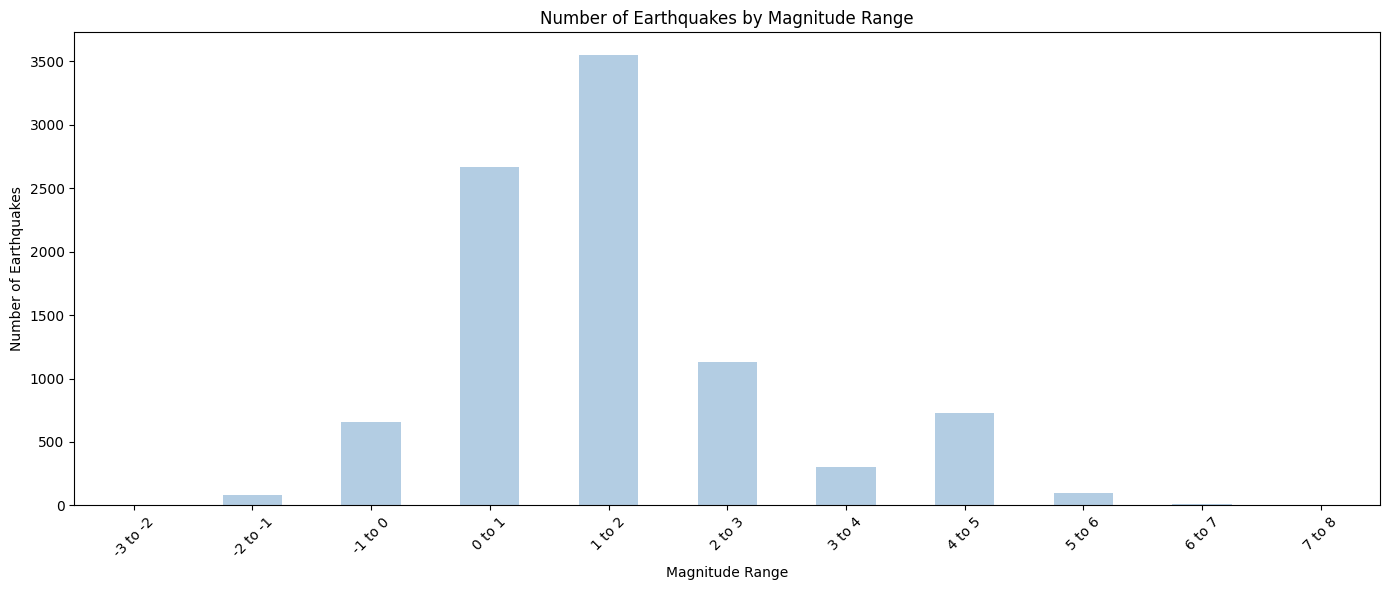 Number of Earthquakes by Magnitude Range
Number of Earthquakes
3500
3000
2500
2000
1500
1000
500
0
-3 to -2
-2 to -1
-1 to 0
0 to 1
1 to 2
2 to 3
3 to 4
4 to 5
5 to 6
6 to 7
7 to 8
Magnitude Range